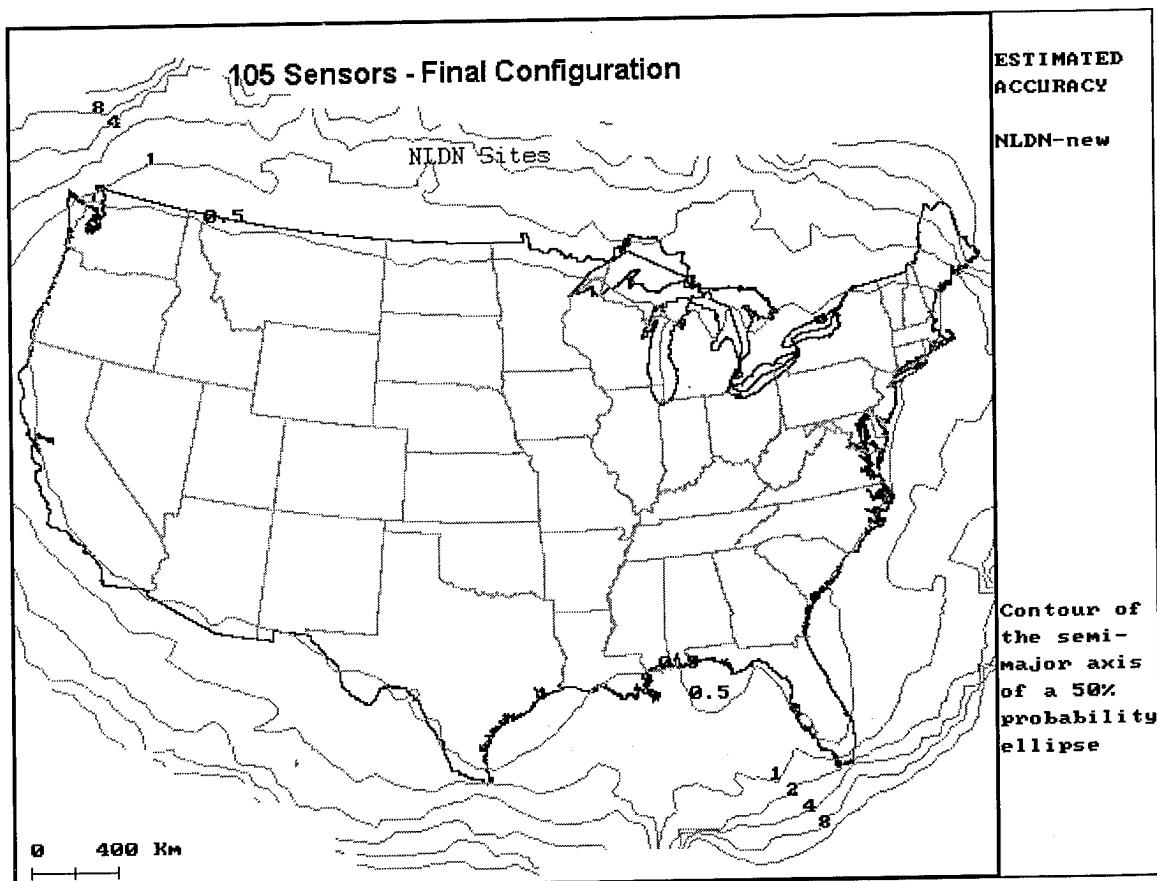 105 Sensors - Final Configuration
ESTIMATED
ACCURACY
NLDN-new
8
4
1
NLDN Sites
0.5
0.5
1
2
4
8
Contour of
the semi-
major axis
of a 50%
probability
ellipse
0 400 Km